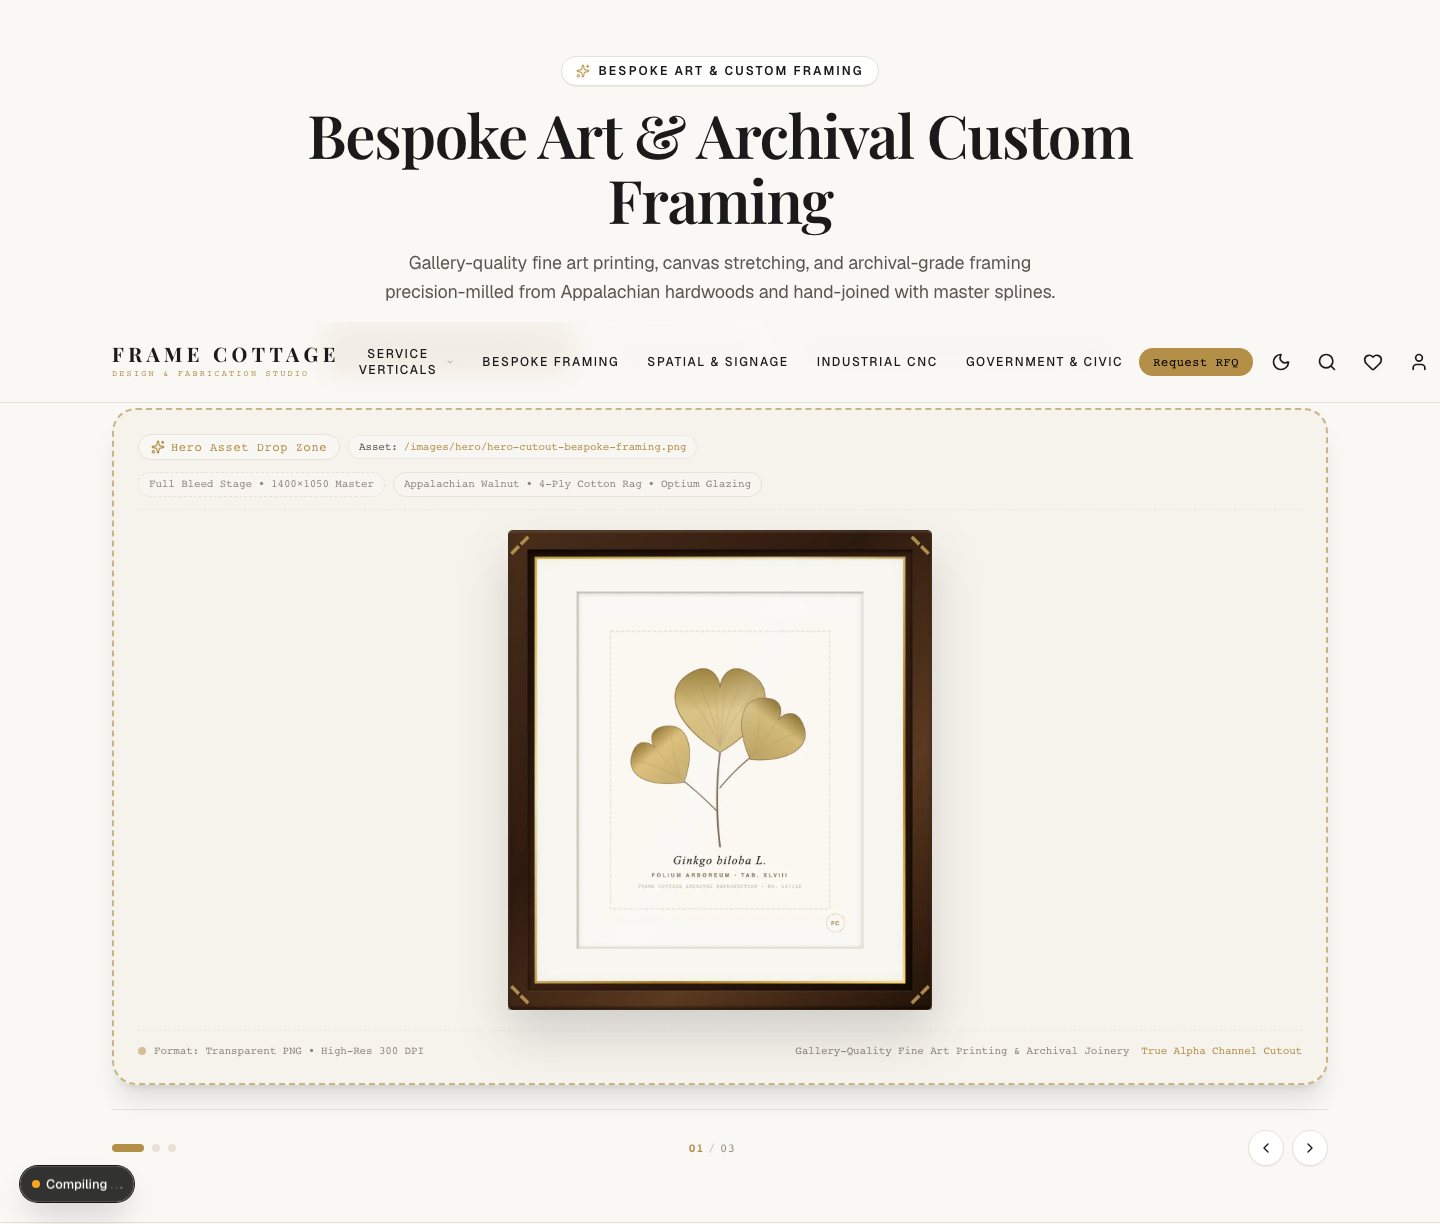 BESPOKE ART & CUSTOM FRAMING
Bespoke Art & Archival Custom
Framing
Gallery-quality fine art printing, canvas stretching, and archival-grade framing
precision-milled from Appalachian hardwoods and hand-joined with master splines.
FRAME COTTAGE
DESIGN & FABRICATION STUDIO
SERVICE
VERTICALS
BESPOKE FRAMING
SPATIAL & SIGNAGE
INDUSTRIAL CNC
GOVERNMENT & CIVIC
Request RFQ
Hero Asset Drop Zone
Asset: /images/hero/hero-cutout-bespoke-framing.png
Full Bleed Stage • 1400×1050 Master
Appalachian Walnut • 4-Ply Cotton Rag • Optium Glazing
Ginkgo biloba L.
FOLIUM ARBOREUM · TAB. XLVIII
FRAME COTTAGE ARCHIVAL REPRODUCTION · NO.
FC
Format: Transparent PNG • High-Res 300 DPI
Gallery-Quality Fine Art Printing & Archival Joinery
True Alpha Channel Cutout
01 / 03
Compiling ...